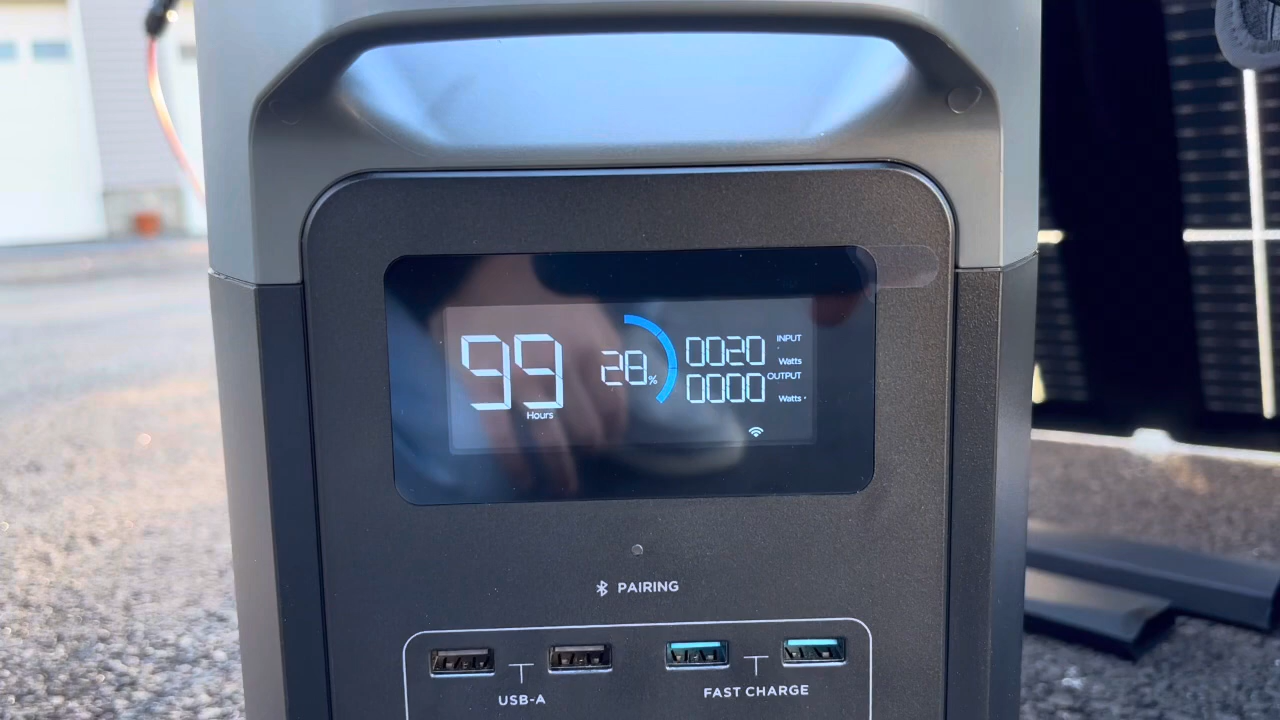 99
Hours
28%
0020 INPUT
Watts
0000 OUTPUT
Watts
PAIRING
USB-A
FAST CHARGE